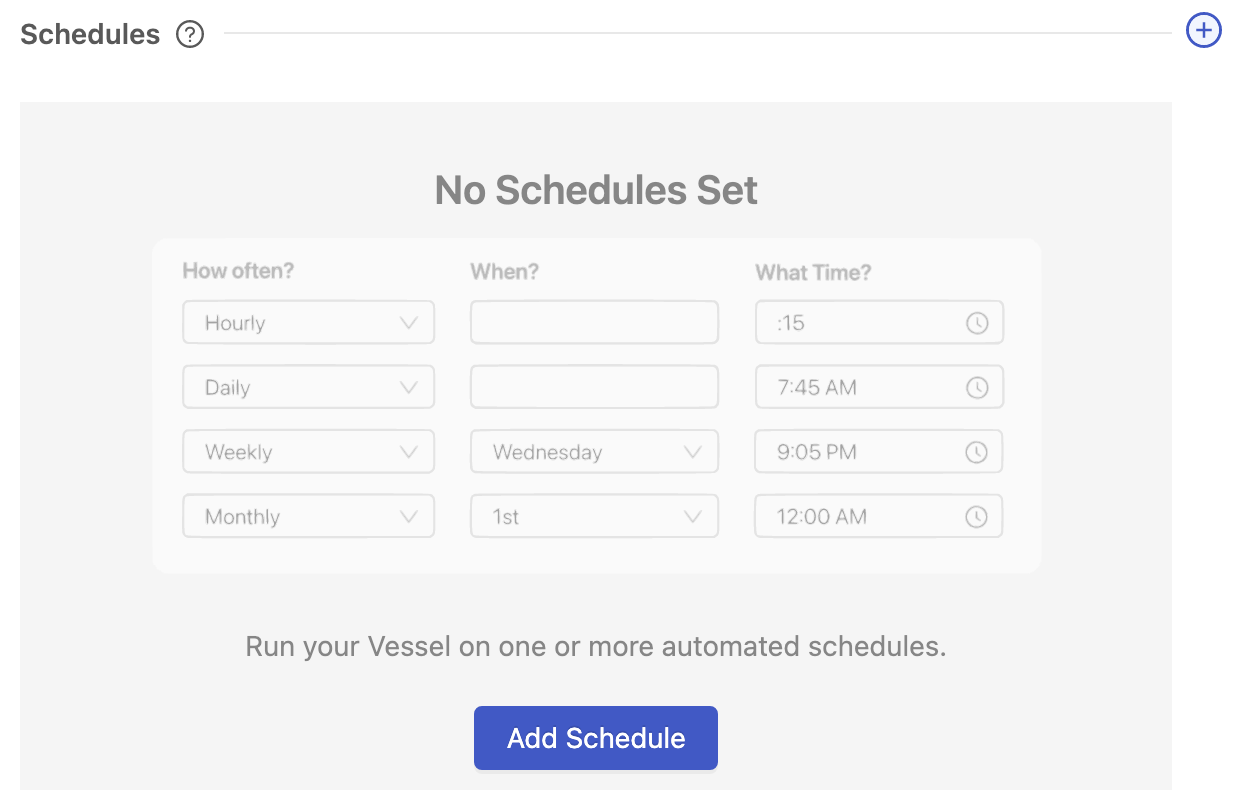 Schedules ?
No Schedules Set
How often? When? What Time?
Hourly :15
Daily 7:45 AM
Weekly Wednesday 9:05 PM
Monthly 1st 12:00 AM
Run your Vessel on one or more automated schedules.
Add Schedule